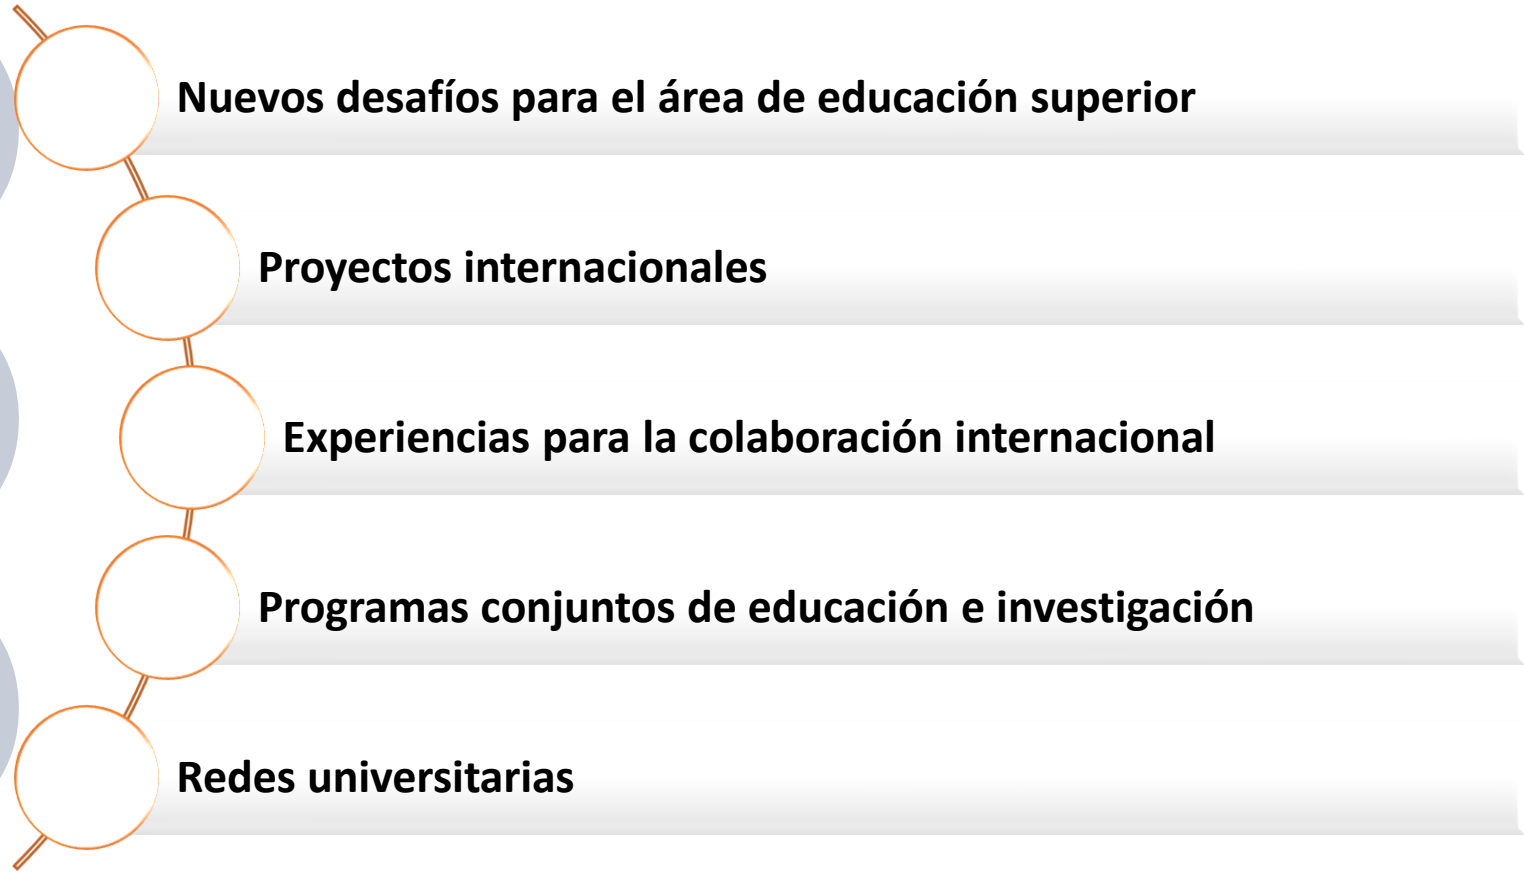 Nuevos desafíos para el área de educación superior
Proyectos internacionales
Experiencias para la colaboración internacional
Programas conjuntos de educación e investigación
Redes universitarias